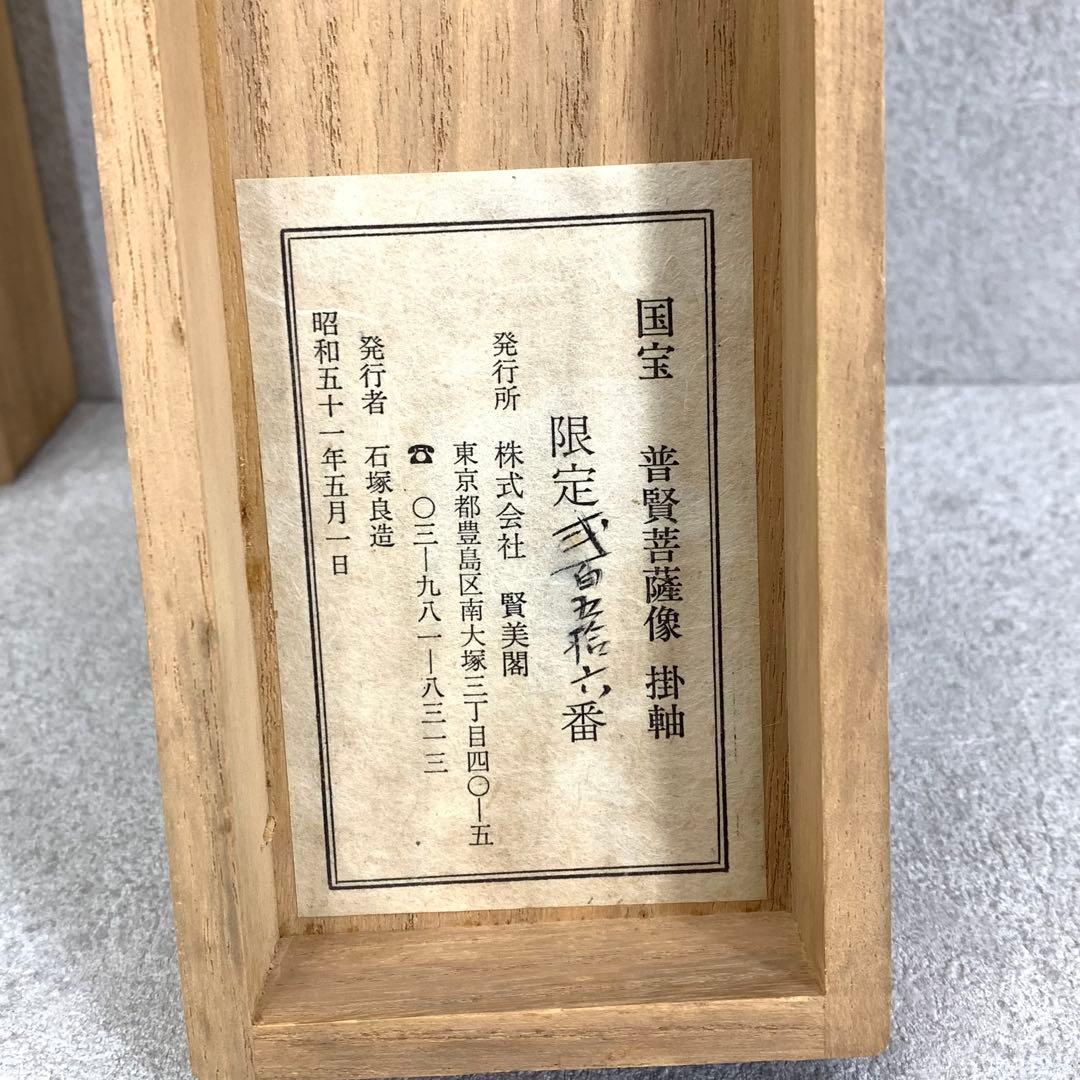 国宝 普賢菩薩像 掛軸
限定弐百五拾六番
発行所 株式会社 賢美閣
東京都豊島区南大塚三丁目四〇―五
☎ 〇三―九八一―八三一三
発行者 石塚良造
昭和五十一年五月一日